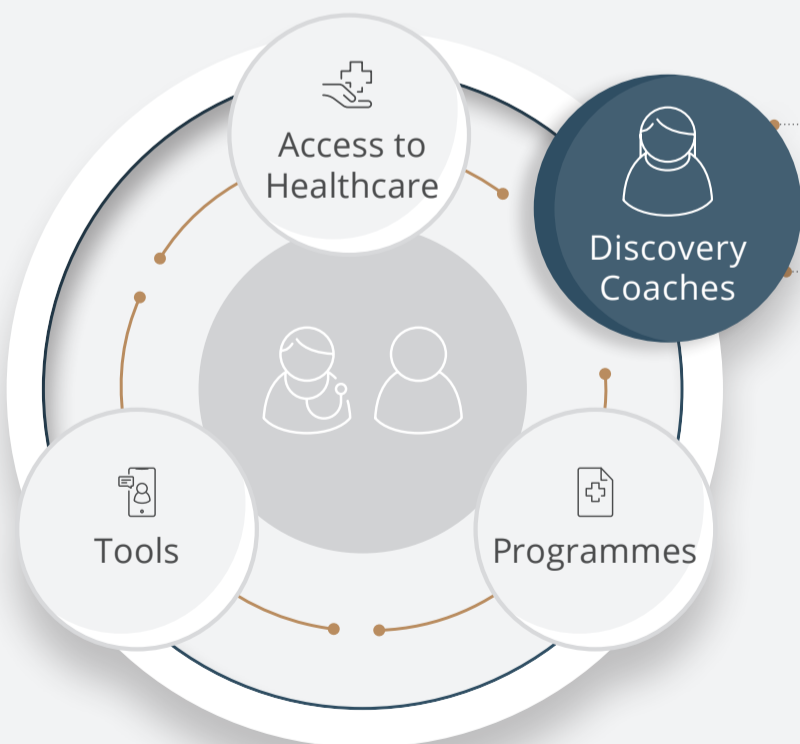 Access to
Healthcare
Discovery
Coaches
Tools
Programmes